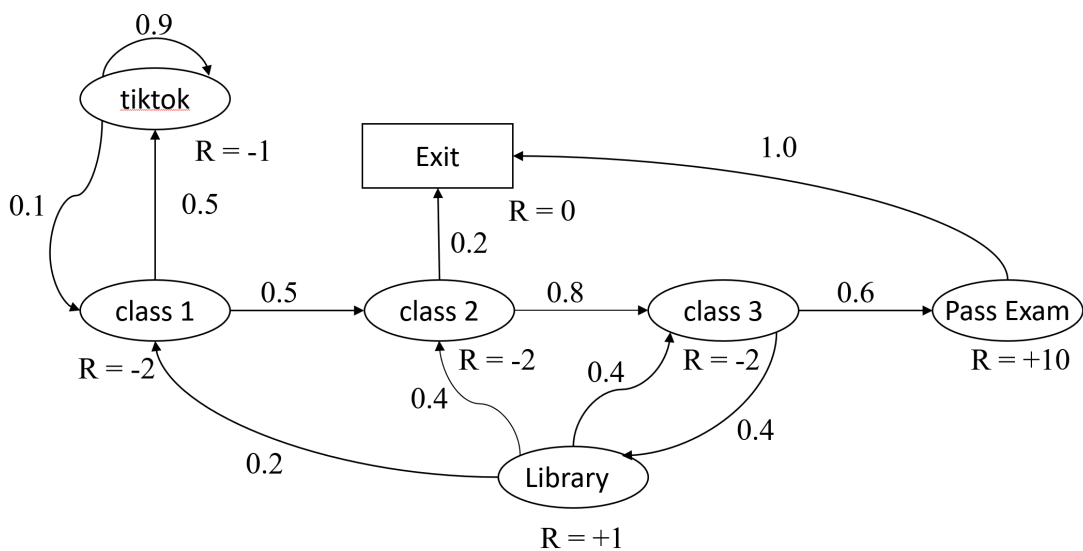 0.9
tiktok
R = -1
0.1
0.5
Exit
R = 0
1.0
0.2
class 1
0.5
class 2
0.8
class 3
0.6
Pass Exam
R = -2
R = -2
R = -2
R = +10
0.4
0.4
0.4
0.2
Library
R = +1